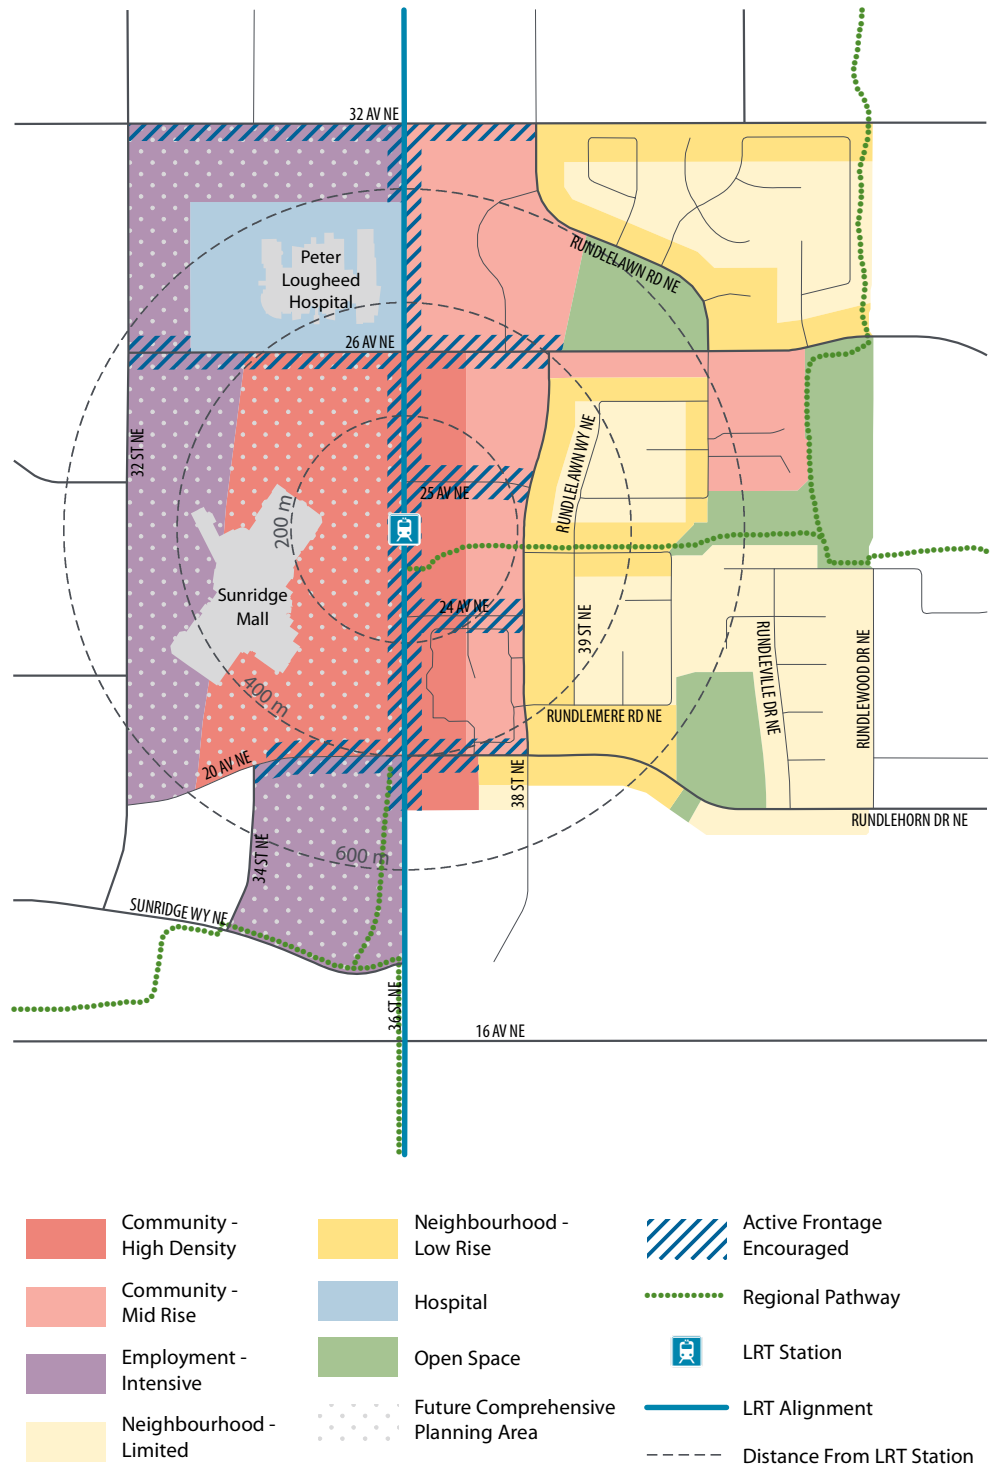 32 AV NE
RUNDLELAWN RD NE
Peter
Lougheed
Hospital
26 AV NE
32 ST NE
RUNDLELAWN WY NE
25 AV NE
200 m
Sunridge
Mall
24 AV NE
39 ST NE
RUNDLEVILLE DR NE
RUNDLEWOOD DR NE
400 m
RUNDLEMERE RD NE
20 AV NE
38 ST NE
RUNDLEHORN DR NE
34 ST NE
600 m
SUNRIDGE WY NE
36 ST NE
16 AV NE
Community -
High Density
Community -
Mid Rise
Employment -
Intensive
Neighbourhood -
Limited
Neighbourhood -
Low Rise
Hospital
Open Space
Future Comprehensive
Planning Area
Active Frontage
Encouraged
Regional Pathway
LRT Station
LRT Alignment
Distance From LRT Station